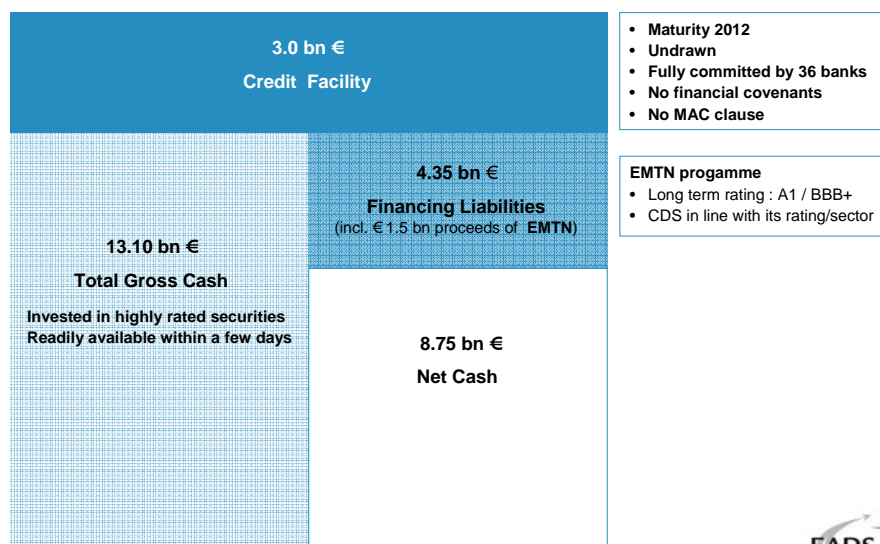 3.0 bn €
Credit Facility
• Maturity 2012
• Undrawn
• Fully committed by 36 banks
• No financial covenants
• No MAC clause
4.35 bn €
Financing Liabilities
(incl. € 1.5 bn proceeds of EMTN)
EMTN progamme
• Long term rating : A1 / BBB+
• CDS in line with its rating/sector
13.10 bn €
Total Gross Cash
Invested in highly rated securities
Readily available within a few days
8.75 bn €
Net Cash
EADS